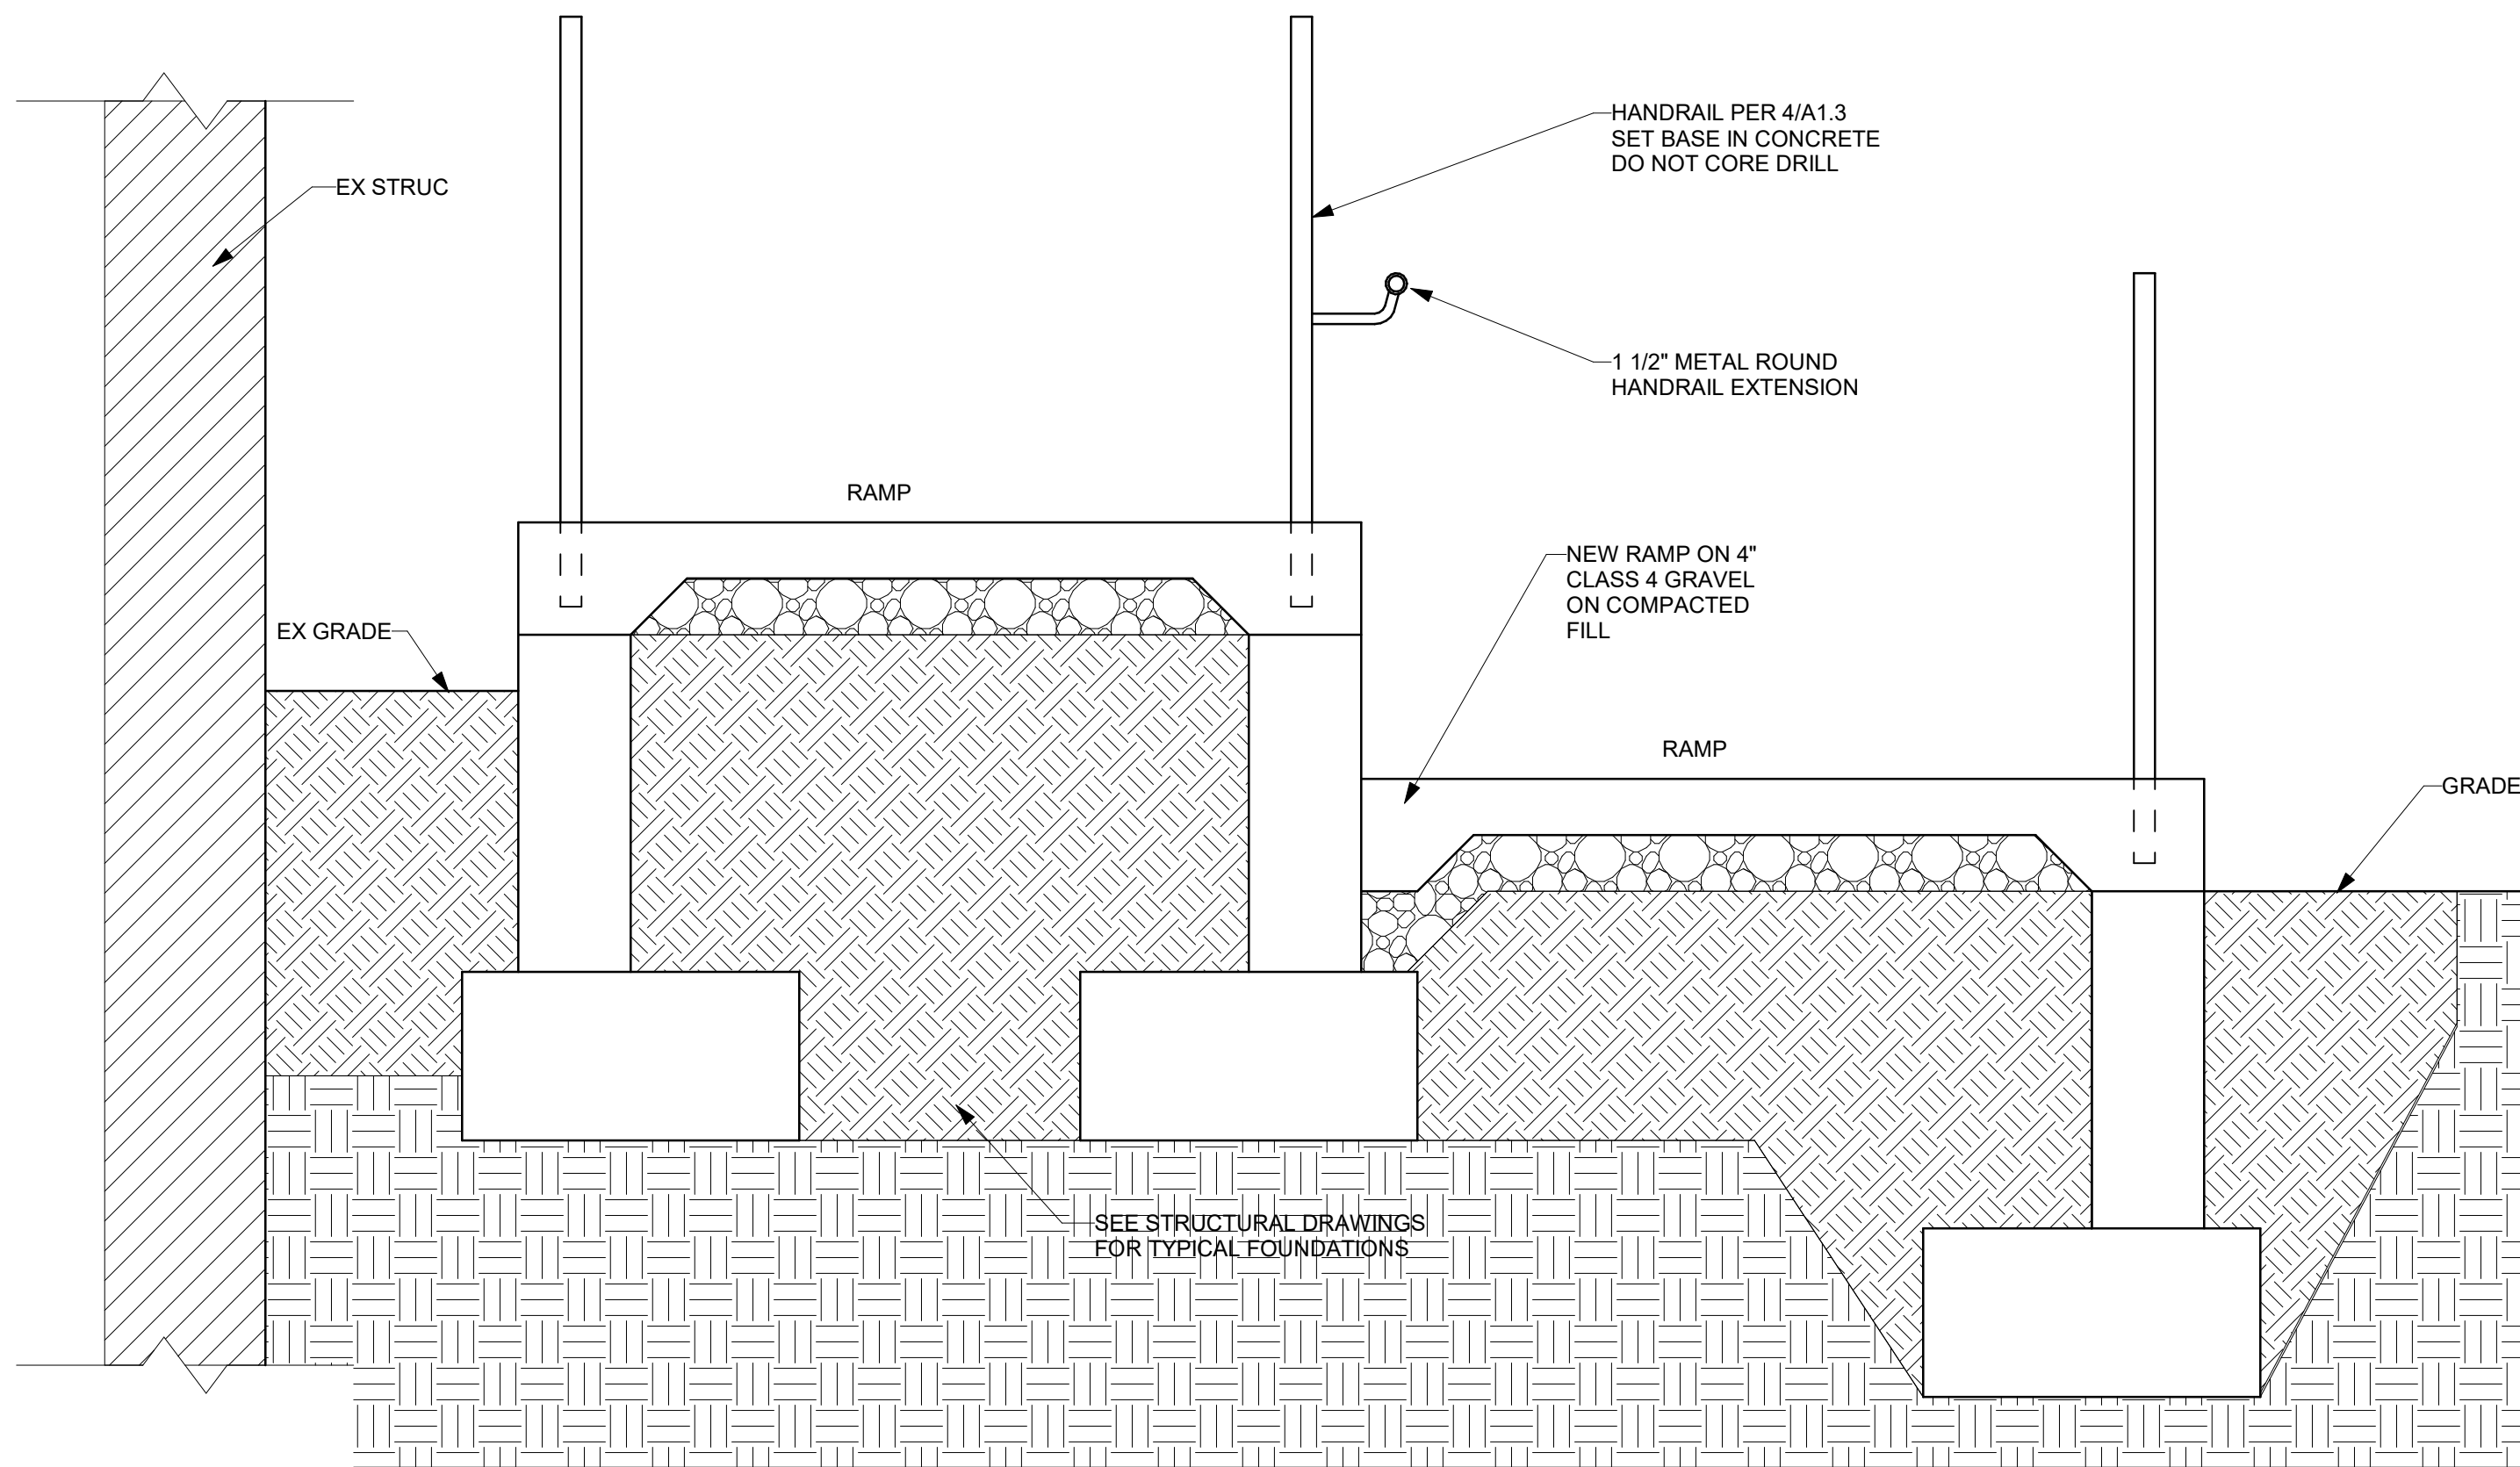 HANDRAIL PER 4/A1.3
SET BASE IN CONCRETE
DO NOT CORE DRILL
EX STRUC
1 1/2" METAL ROUND
HANDRAIL EXTENSION
RAMP
NEW RAMP ON 4"
CLASS 4 GRAVEL
ON COMPACTED
FILL
EX GRADE
RAMP
GRADE
SEE STRUCTURAL DRAWINGS
FOR TYPICAL FOUNDATIONS